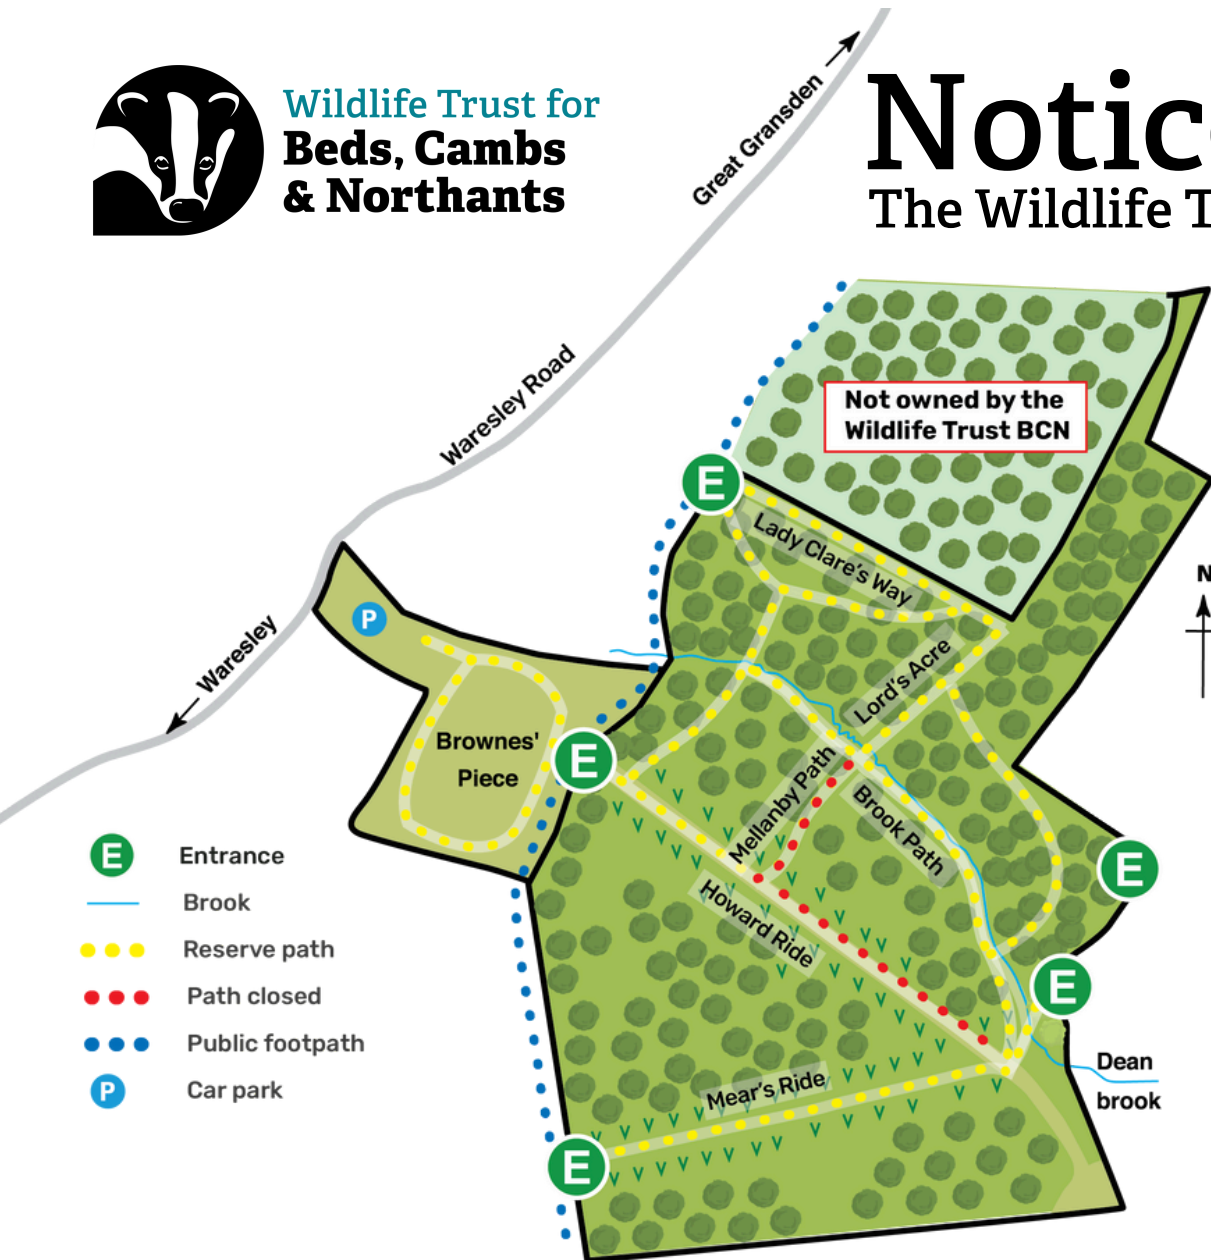 Wildlife Trust for
Beds, Cambs
& Northants
Notic
The Wildlife T
Great Gransden
Waresley Road
Waresley
Not owned by the
Wildlife Trust BCN
E
Lady Clare's Way
N
P
Lord's Acre
Brownes'
Piece
E
Mellanby Path
Brook Path
Howard Ride
E
E
Mear's Ride
Dean
brook
E
E Entrance
Brook
Reserve path
Path closed
Public footpath
P Car park